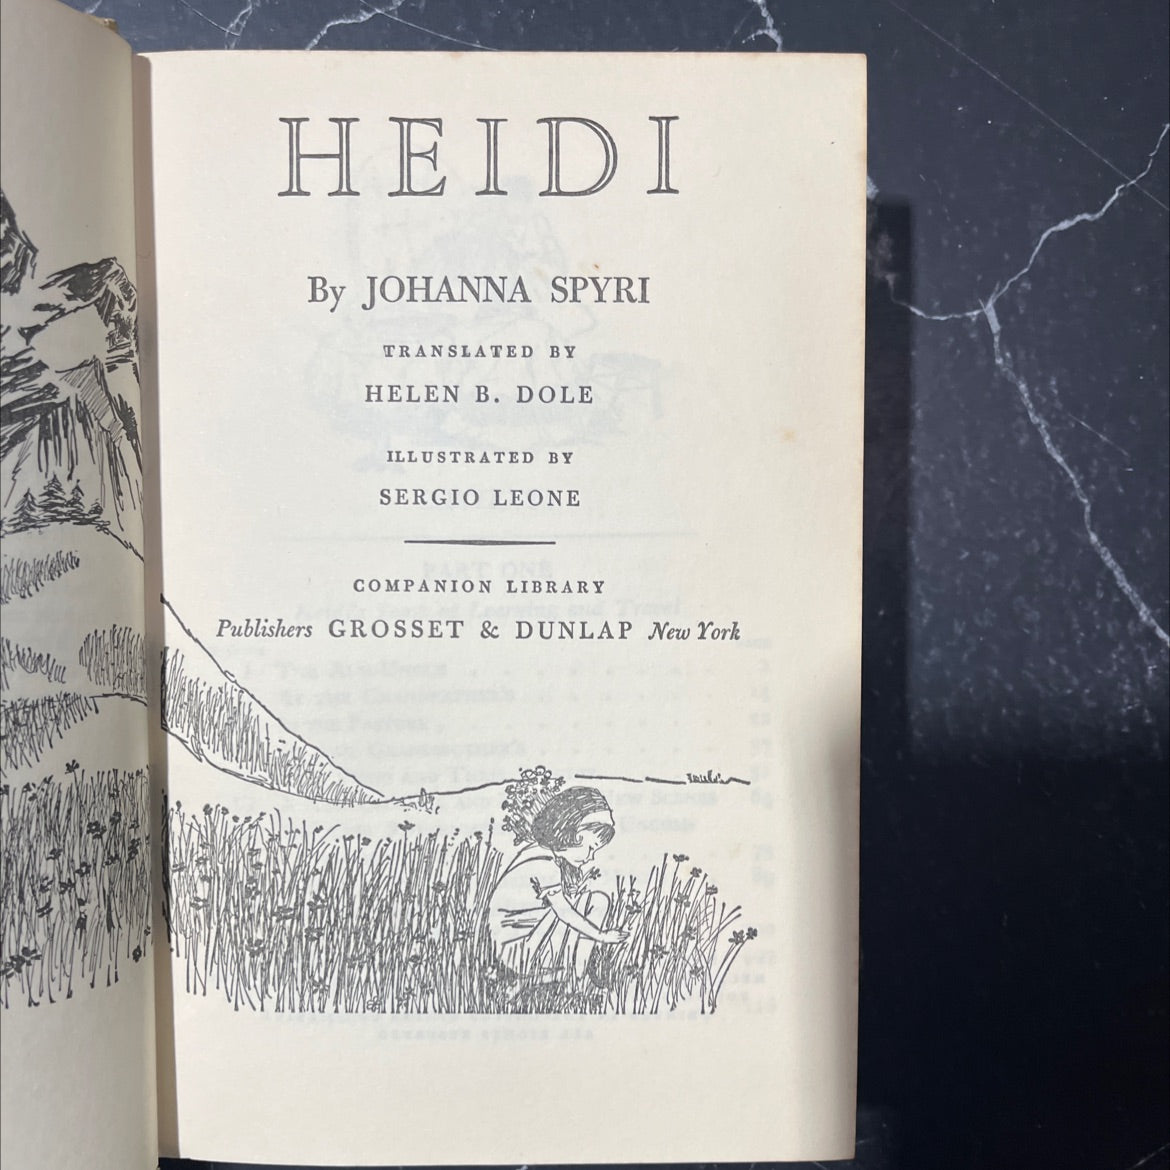 HEIDI
By JOHANNA SPYRI
TRANSLATED BY
HELEN B. DOLE
ILLUSTRATED BY
SERGIO LEONE
COMPANION LIBRARY
Publishers GROSSET & DUNLAP New York